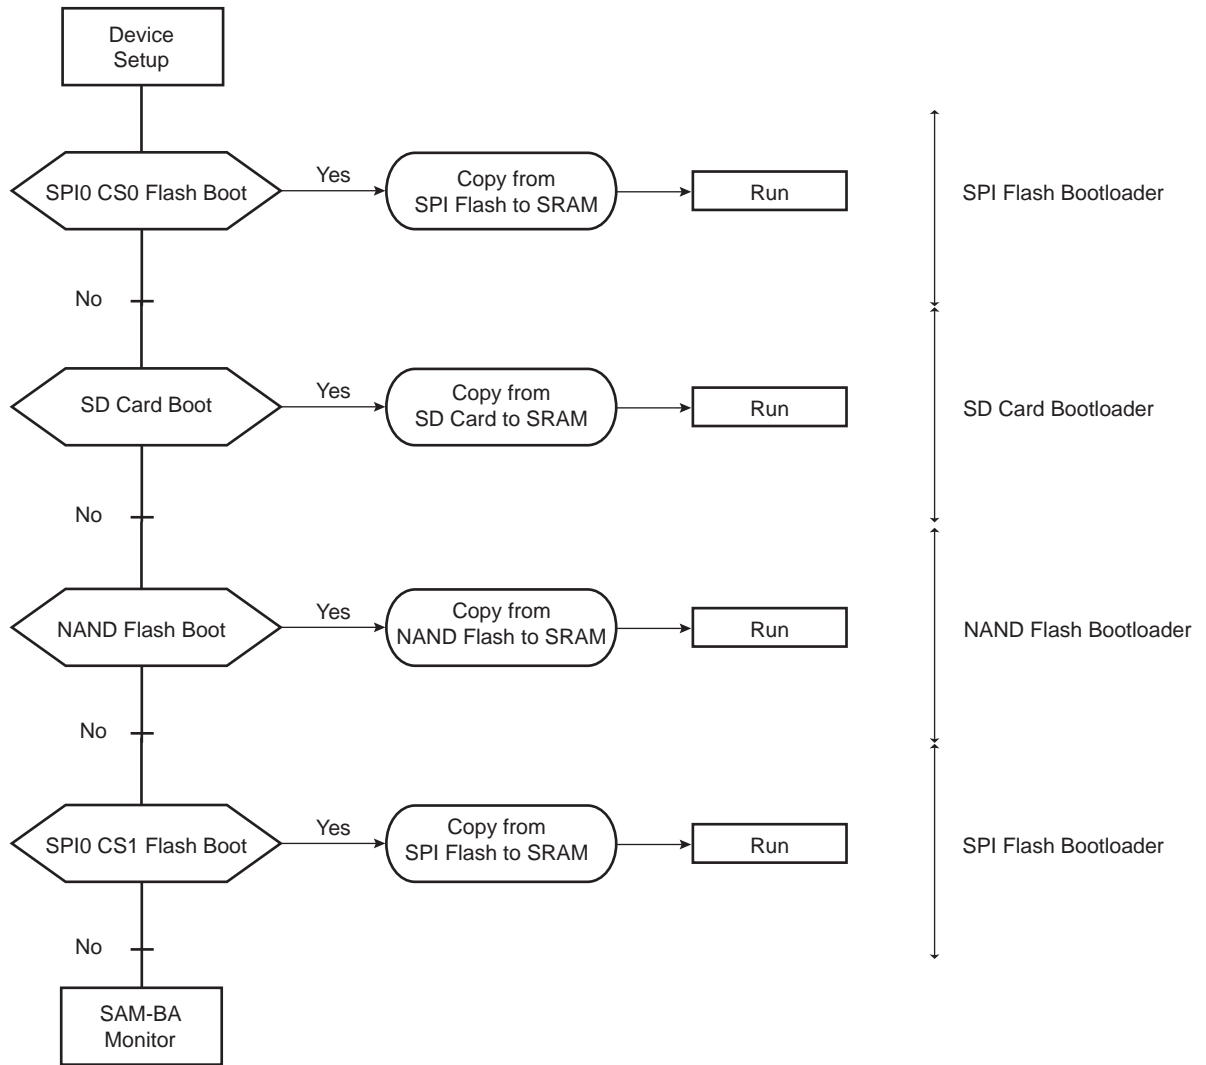 Device
Setup
SPI0 CS0 Flash Boot
Yes
Copy from
SPI Flash to SRAM
Run
SPI Flash Bootloader
No
SD Card Boot
Yes
Copy from
SD Card to SRAM
Run
SD Card Bootloader
No
NAND Flash Boot
Yes
Copy from
NAND Flash to SRAM
Run
NAND Flash Bootloader
No
SPI0 CS1 Flash Boot
Yes
Copy from
SPI Flash to SRAM
Run
SPI Flash Bootloader
No
SAM-BA
Monitor